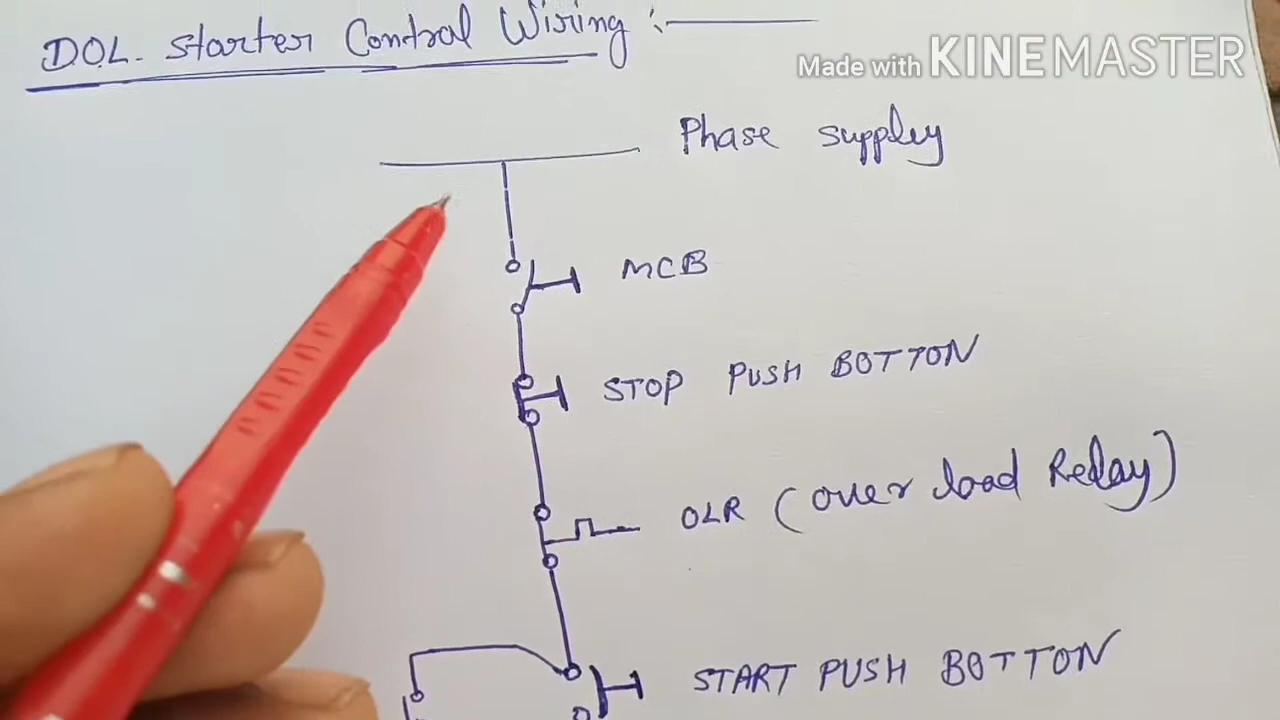 DOL. Starter Control Wiring :-
Made with KINEMASTER
Phase suppley
MCB
STOP PUSH BOTTON
OLR (over load Relay)
START PUSH BOTTON